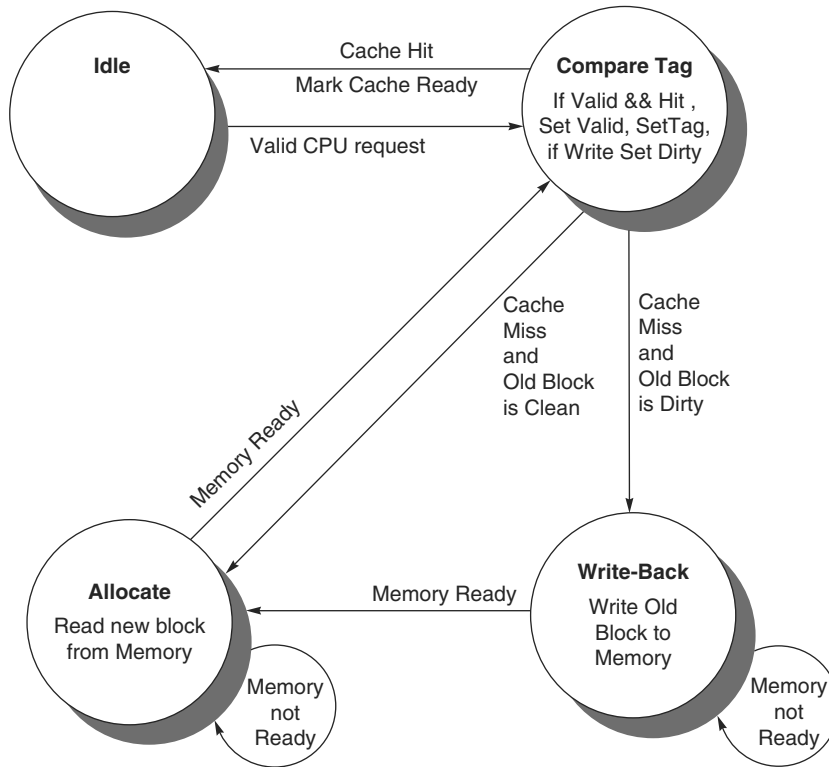 Idle
Cache Hit
Mark Cache Ready
Valid CPU request
Compare Tag
If Valid && Hit ,
Set Valid, SetTag,
if Write Set Dirty
Cache
Miss
and
Old Block
is Clean
Cache
Miss
and
Old Block
is Dirty
Memory Ready
Allocate
Read new block
from Memory
Memory
not
Ready
Memory Ready
Write-Back
Write Old
Block to
Memory
Memory
not
Ready